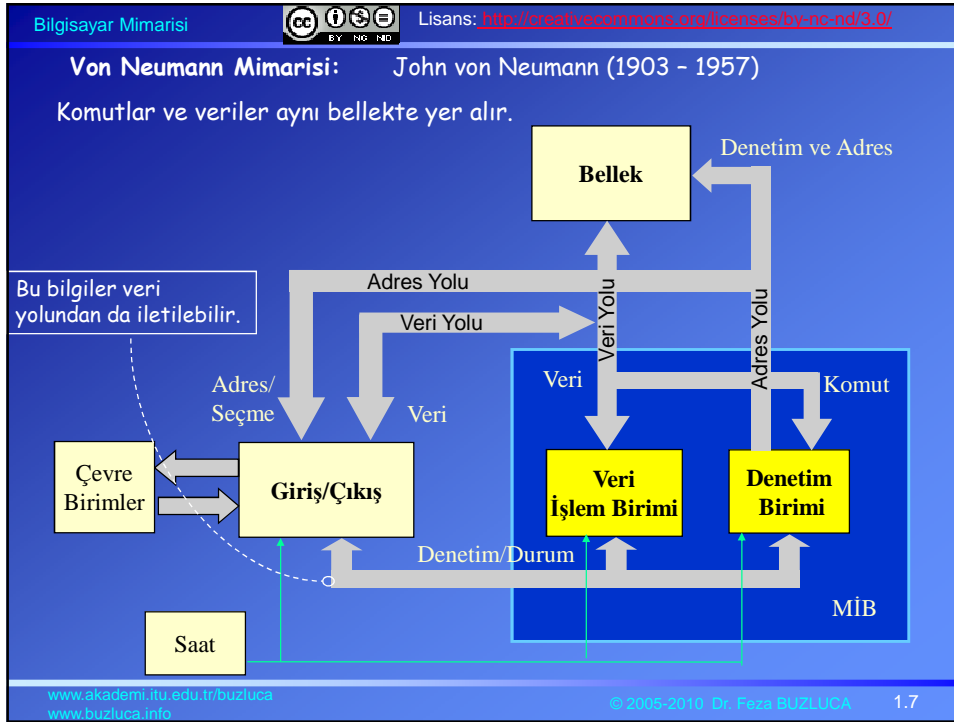 Bilgisayar Mimarisi
cc
BY NC ND
Lisans: http://creativecommons.org/licenses/by-nc-nd/3.0/
Von Neumann Mimarisi: John von Neumann (1903 – 1957)
Komutlar ve veriler aynı bellekte yer alır.
Denetim ve Adres
Bellek
Adres Yolu
Bu bilgiler veri
yolundan da iletilebilir.
Veri Yolu
Veri Yolu
Adres Yolu
Adres/
Seçme
Veri
Veri
Komut
Çevre
Birimler
Giriş/Çıkış
Veri
İşlem Birimi
Denetim
Birimi
Denetim/Durum
MİB
Saat
www.akademi.itu.edu.tr/buzluca
www.buzluca.info
© 2005-2010 Dr. Feza BUZLUCA
1.7